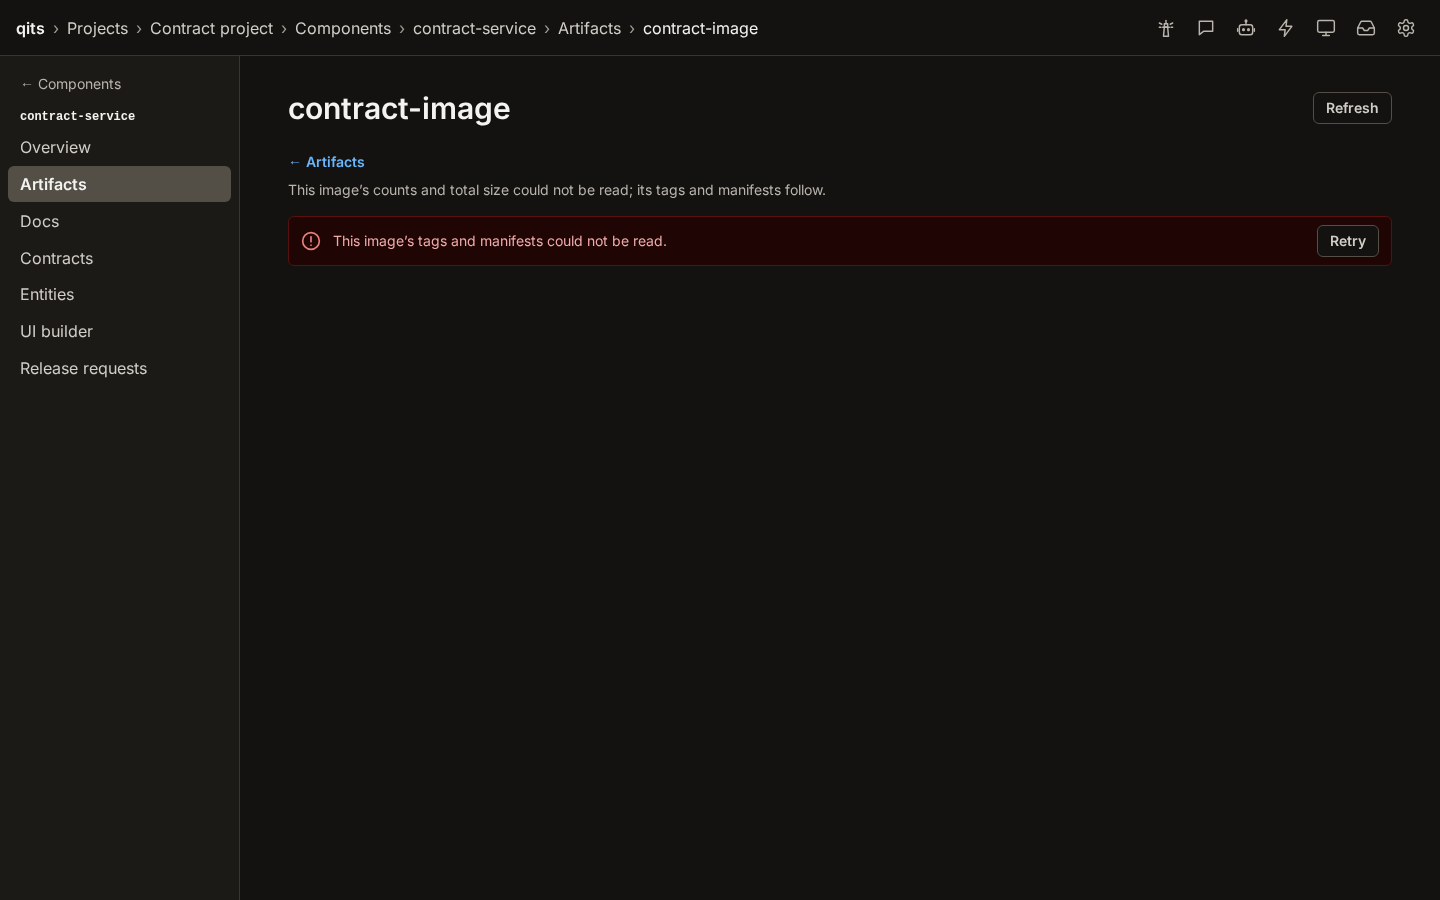 qits › Projects › Contract project › Components › contract-service › Artifacts › contract-image
← Components
contract-service
Overview
Artifacts
Docs
Contracts
Entities
UI builder
Release requests
contract-image
Refresh
← Artifacts
This image’s counts and total size could not be read; its tags and manifests follow.
This image’s tags and manifests could not be read.
Retry